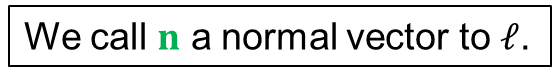 We call n a normal vector to ℓ.